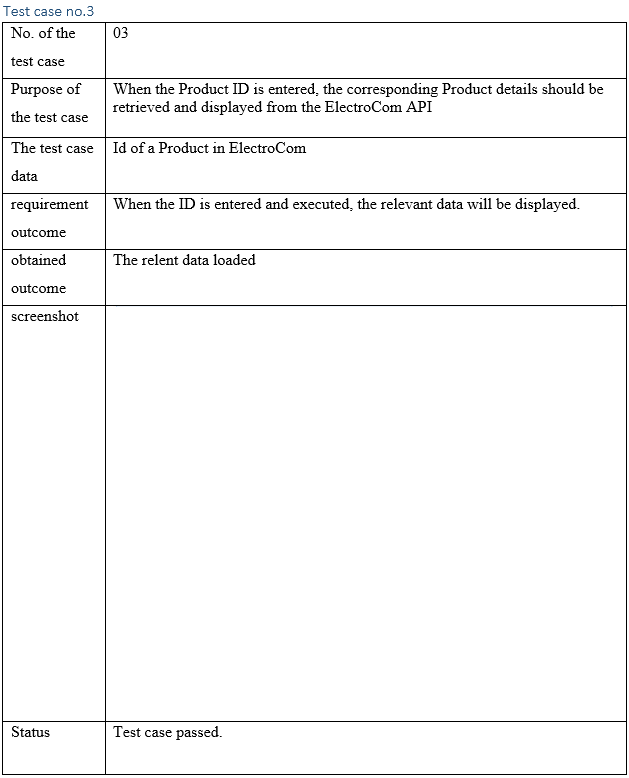 Test case no.3
No. of the
test case
03
Purpose of
the test case
When the Product ID is entered, the corresponding Product details should be
retrieved and displayed from the ElectroCom API
The test case
data
Id of a Product in ElectroCom
requirement
outcome
When the ID is entered and executed, the relevant data will be displayed.
obtained
outcome
The relent data loaded
screenshot
Status
Test case passed.